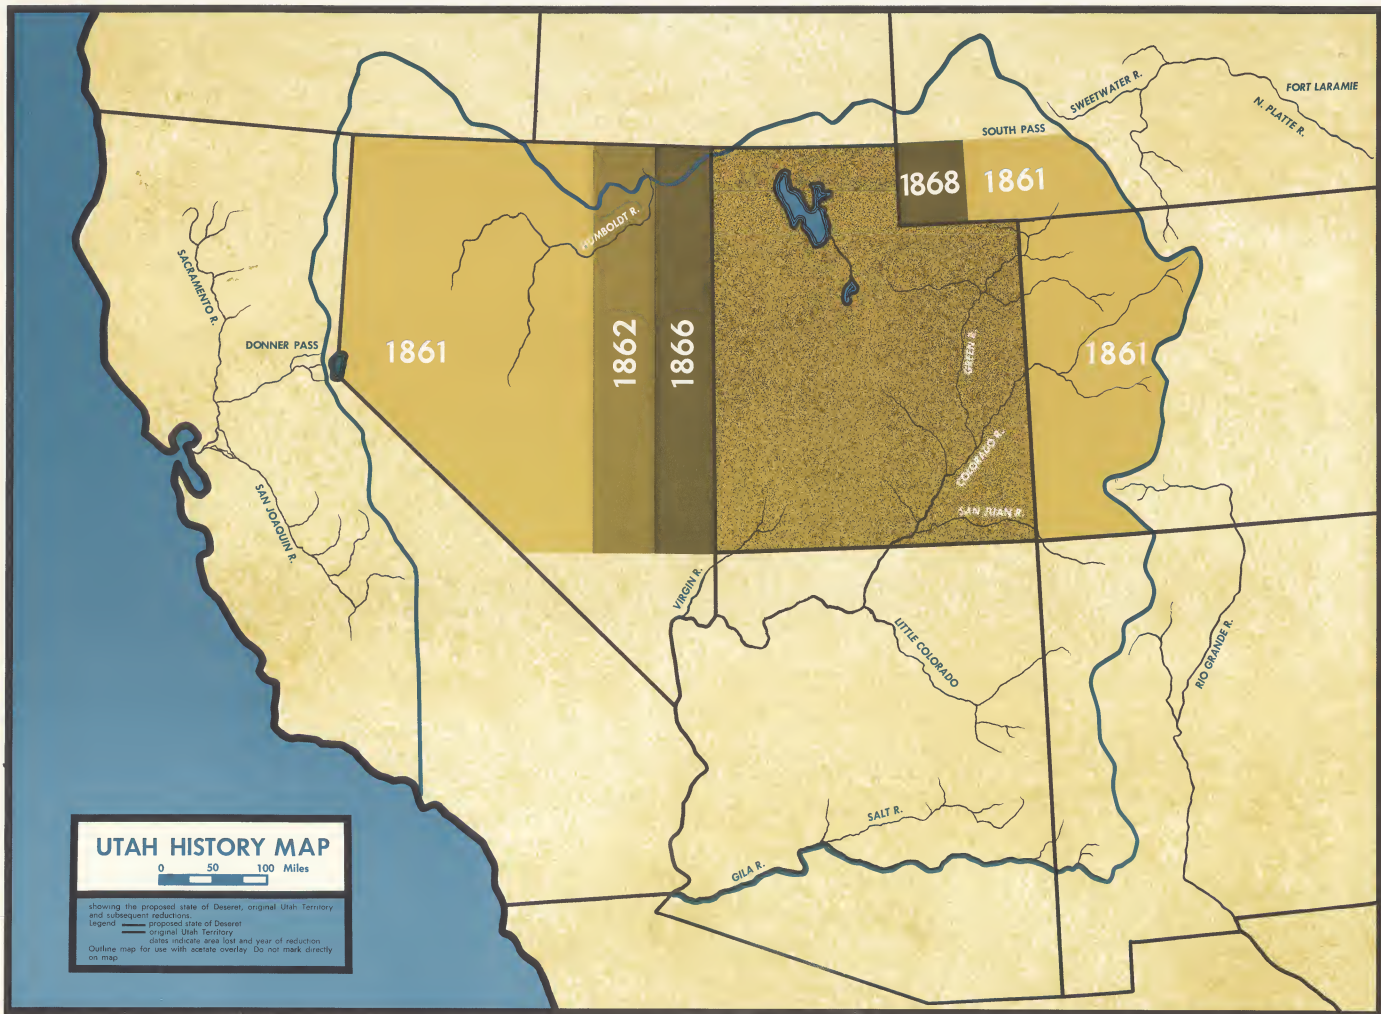 SWEETWATER R.
FORT LARAMIE
N. PLATTE R.
SOUTH PASS
1868
1861
HUMBOLDT R.
SACRAMENTO R.
DONNER PASS
1861
1862
1866
GREEN R.
1861
COLORADO R.
SAN JUAN R.
SAN JOAQUIN R.
VIRGIN R.
LITTLE COLORADO
RIO GRANDE R.
SALT R.
GILA R.
UTAH HISTORY MAP
0 50 100 Miles
showing the proposed state of Deseret, original Utah Territory
and subsequent reductions.
Legend proposed state of Deseret
original Utah Territory
dates indicate area lost and year of reduction
Outline map for use with acetate overlay. Do not mark directly
on map